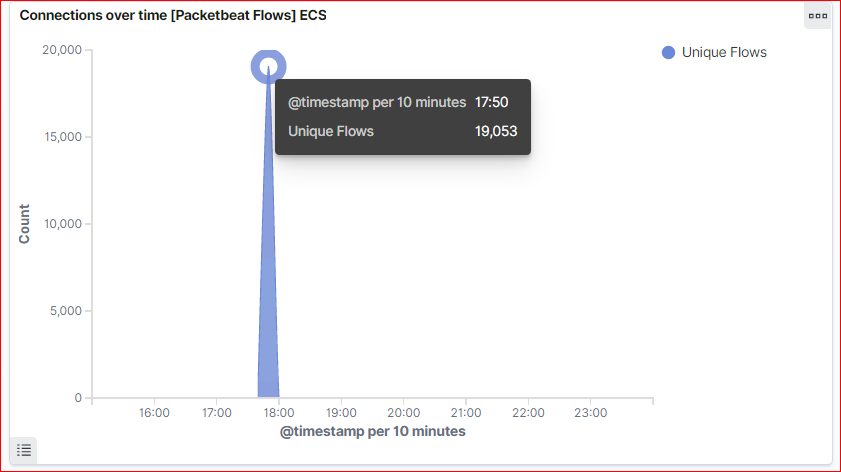 Connections over time [Packetbeat Flows] ECS
20,000
Unique Flows
@timestamp per 10 minutes 17:50
Unique Flows 19,053
15,000
10,000
5,000
0
Count
16:00 17:00 18:00 19:00 20:00 21:00 22:00 23:00
@timestamp per 10 minutes